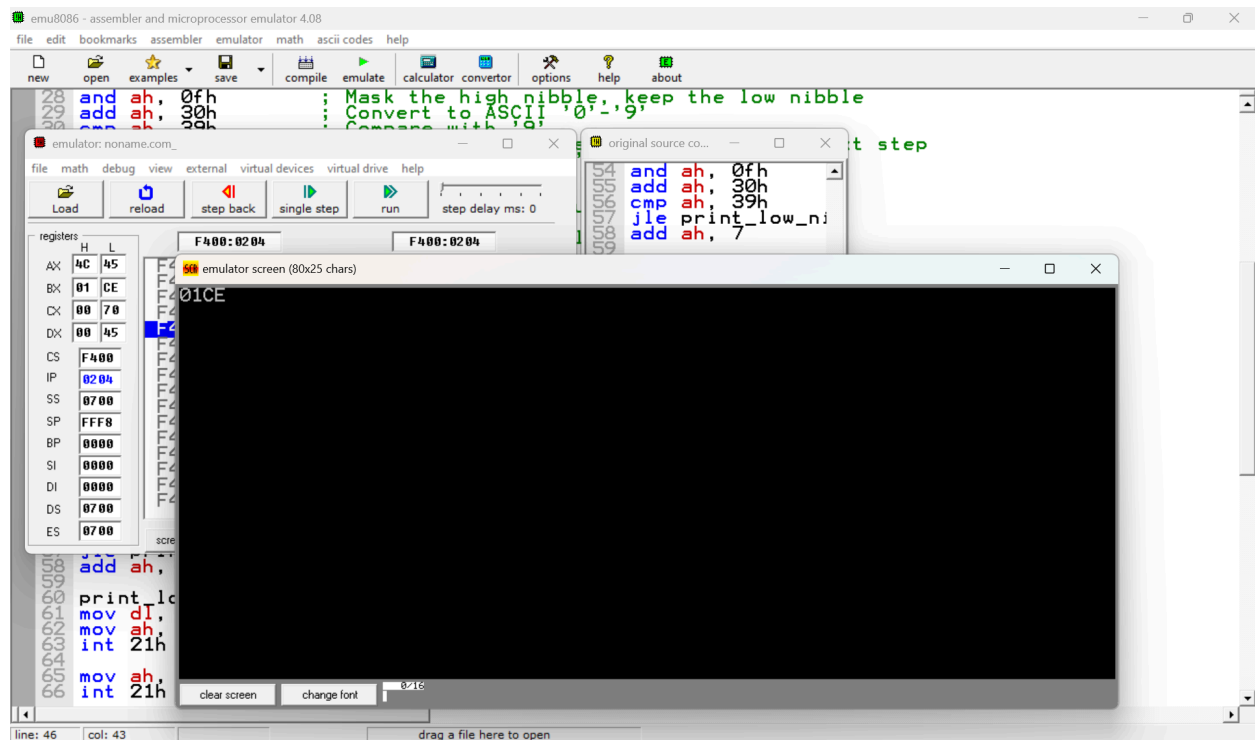 emu8086 - assembler and microprocessor emulator 4.08
file edit bookmarks assembler emulator math ascii codes help
new open examples save compile emulate calculator convertor options help about
28 and ah, 0fh ; Mask the high nibble, keep the low nibble
29 add ah, 30h ; Convert to ASCII '0'-'9'
30 cmp ah, 39h ; Compare with '9'
t step
emulator: noname.com_
file math debug view external virtual devices virtual drive help
Load reload step back single step run step delay ms: 0
registers
H L
F400:0204 F400:0204
AX 4C 45
BX 01 CE
CX 00 70
DX 00 45
CS F400
IP 0204
SS 0700
SP FFF8
BP 0000
SI 0000
DI 0000
DS 0700
ES 0700
original source co...
54 and ah, 0fh
55 add ah, 30h
56 cmp ah, 39h
57 jle print_low_ni
58 add ah, 7
59
emulator screen (80x25 chars)
01CE
clear screen change font 0/16
58 add ah,
59
60 print_lo
61 mov dl,
62 mov ah,
63 int 21h
64
65 mov ah,
66 int 21h
line: 46 col: 43 drag a file here to open